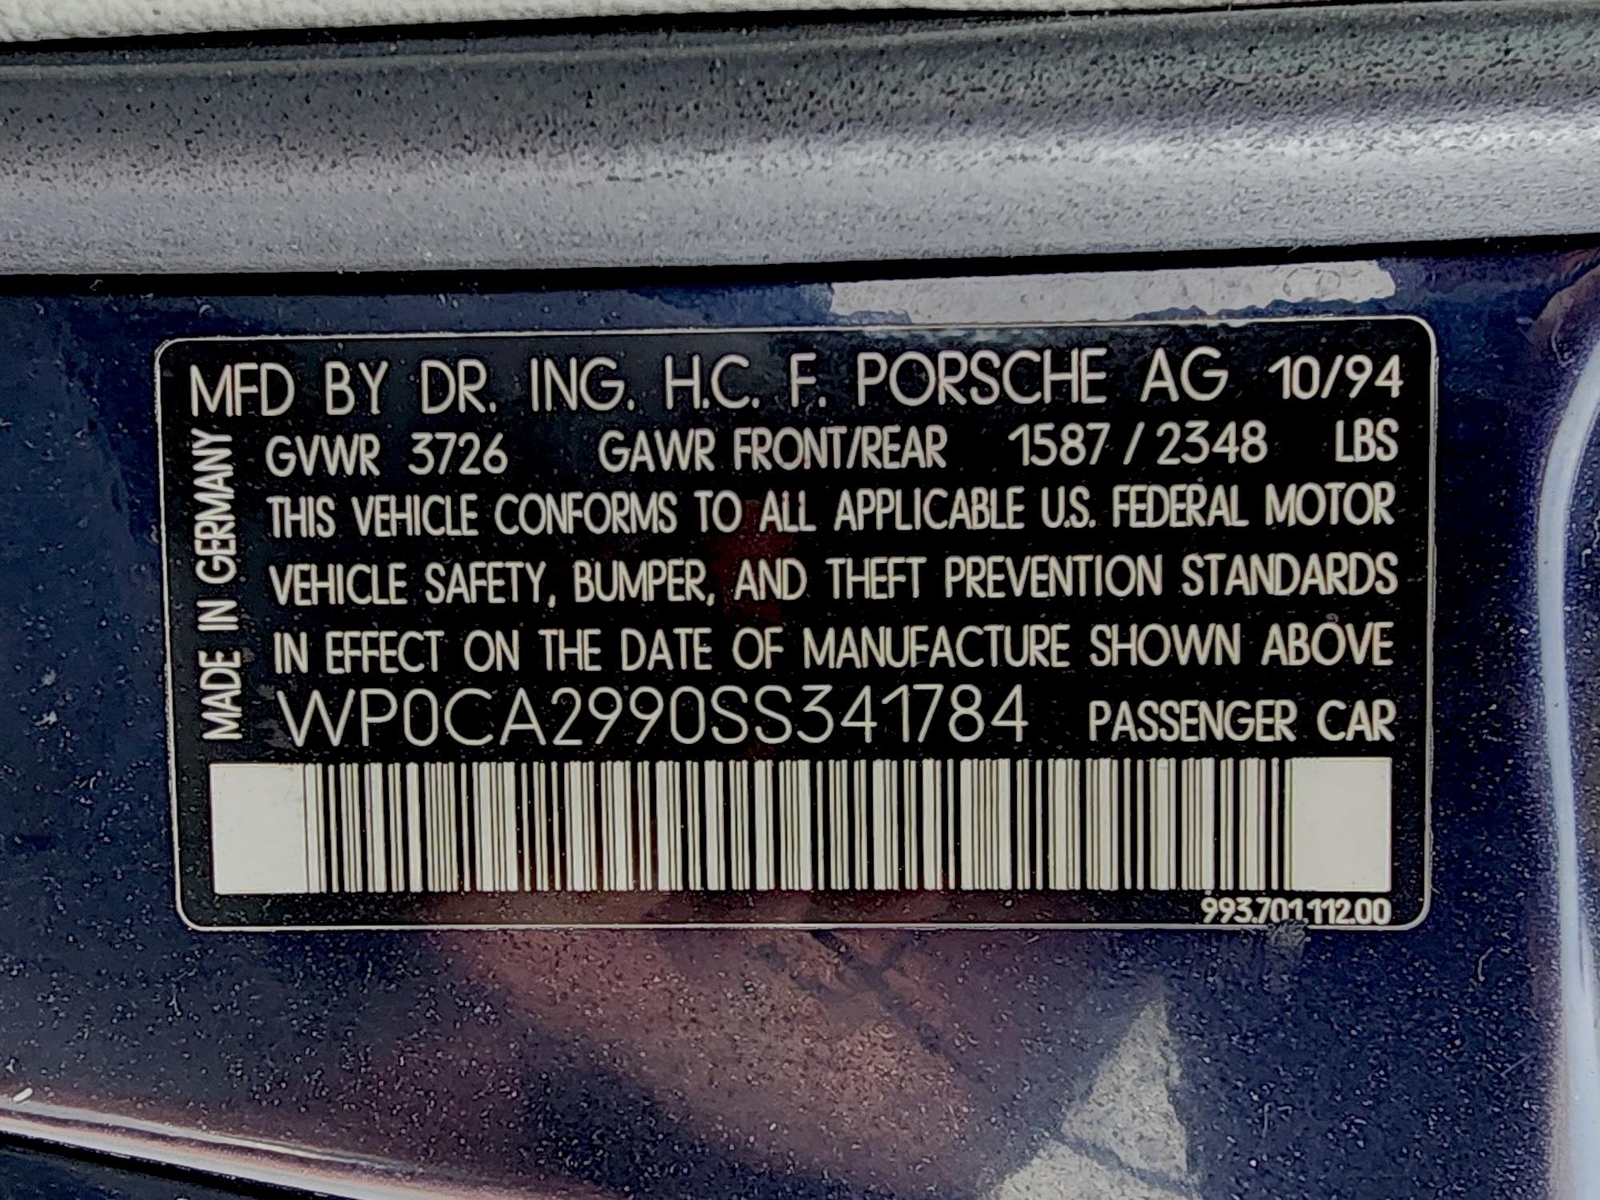 MFD BY DR. ING. H.C. F. PORSCHE AG 10/94
GVWR 3726 GAWR FRONT/REAR 1587 / 2348 LBS
THIS VEHICLE CONFORMS TO ALL APPLICABLE U.S. FEDERAL MOTOR
VEHICLE SAFETY, BUMPER, AND THEFT PREVENTION STANDARDS
IN EFFECT ON THE DATE OF MANUFACTURE SHOWN ABOVE
WP0CA2990SS341784 PASSENGER CAR
993.701.112.00
MADE IN GERMANY